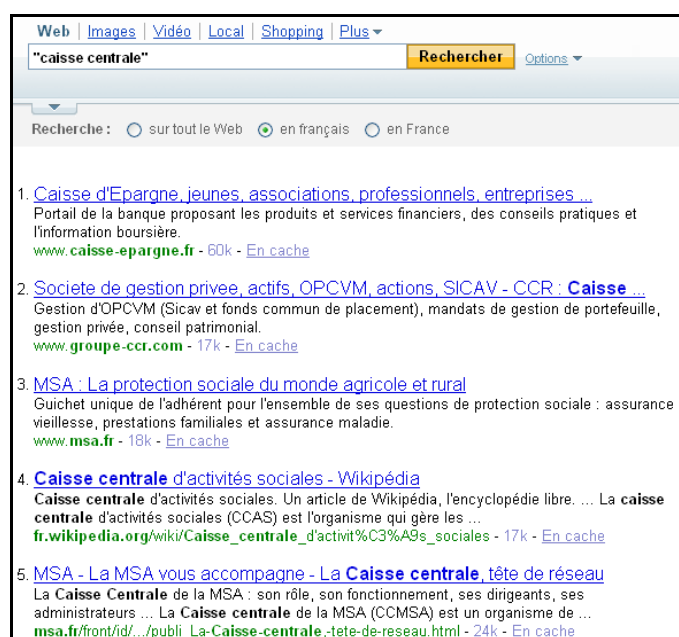 Web | Images | Vidéo | Local | Shopping | Plus
"caisse centrale" Rechercher Options
Recherche : sur tout le Web en français en France
1. Caisse d'Epargne, jeunes, associations, professionnels, entreprises ...
Portail de la banque proposant les produits et services financiers, des conseils pratiques et
l'information boursière.
www.caisse-epargne.fr - 60k - En cache
2. Societe de gestion privee, actifs, OPCVM, actions, SICAV - CCR : Caisse ...
Gestion d'OPCVM (Sicav et fonds commun de placement), mandats de gestion de portefeuille,
gestion privée, conseil patrimonial.
www.groupe-ccr.com - 17k - En cache
3. MSA : La protection sociale du monde agricole et rural
Guichet unique de l'adhérent pour l'ensemble de ses questions de protection sociale : assurance
vieillesse, prestations familiales et assurance maladie.
www.msa.fr - 18k - En cache
4. Caisse centrale d'activités sociales - Wikipédia
Caisse centrale d'activités sociales. Un article de Wikipédia, l'encyclopédie libre. ... La caisse
centrale d'activités sociales (CCAS) est l'organisme qui gère les ...
fr.wikipedia.org/wiki/Caisse_centrale_d'activit%C3%A9s_sociales - 17k - En cache
5. MSA - La MSA vous accompagne - La Caisse centrale, tête de réseau
La Caisse Centrale de la MSA : son rôle, son fonctionnement, ses dirigeants, ses
administrateurs ... La Caisse centrale de la MSA (CCMSA) est un organisme de ...
msa.fr/front/id/.../publi_La-Caisse-centrale,-tete-de-reseau.html - 24k - En cache